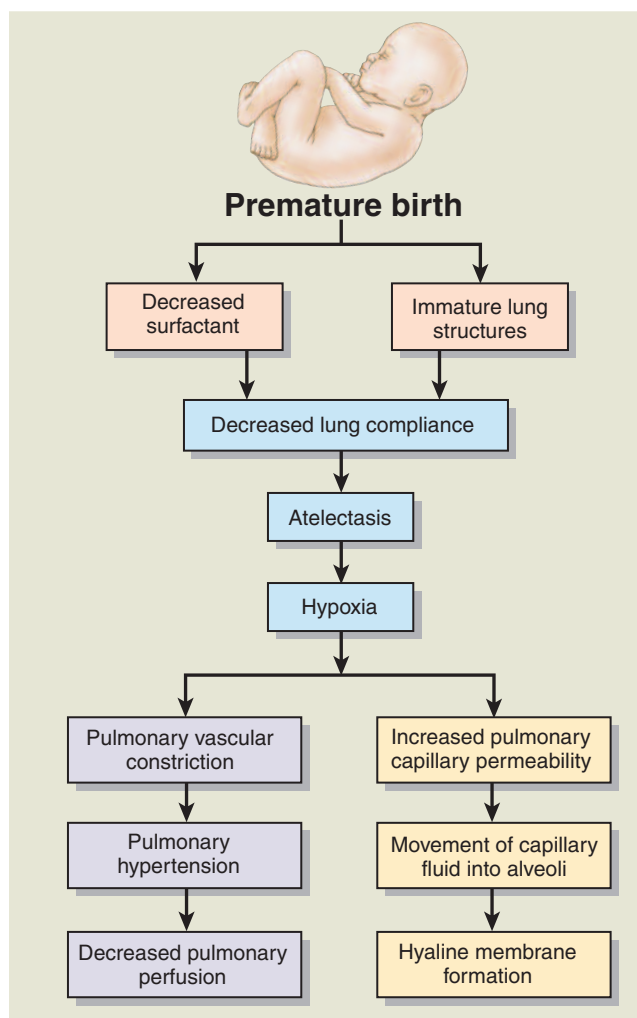 Premature birth
Decreased
surfactant
Immature lung
structures
Decreased lung compliance
Atelectasis
Hypoxia
Pulmonary vascular
constriction
Increased pulmonary
capillary permeability
Pulmonary
hypertension
Movement of capillary
fluid into alveoli
Decreased pulmonary
perfusion
Hyaline membrane
formation